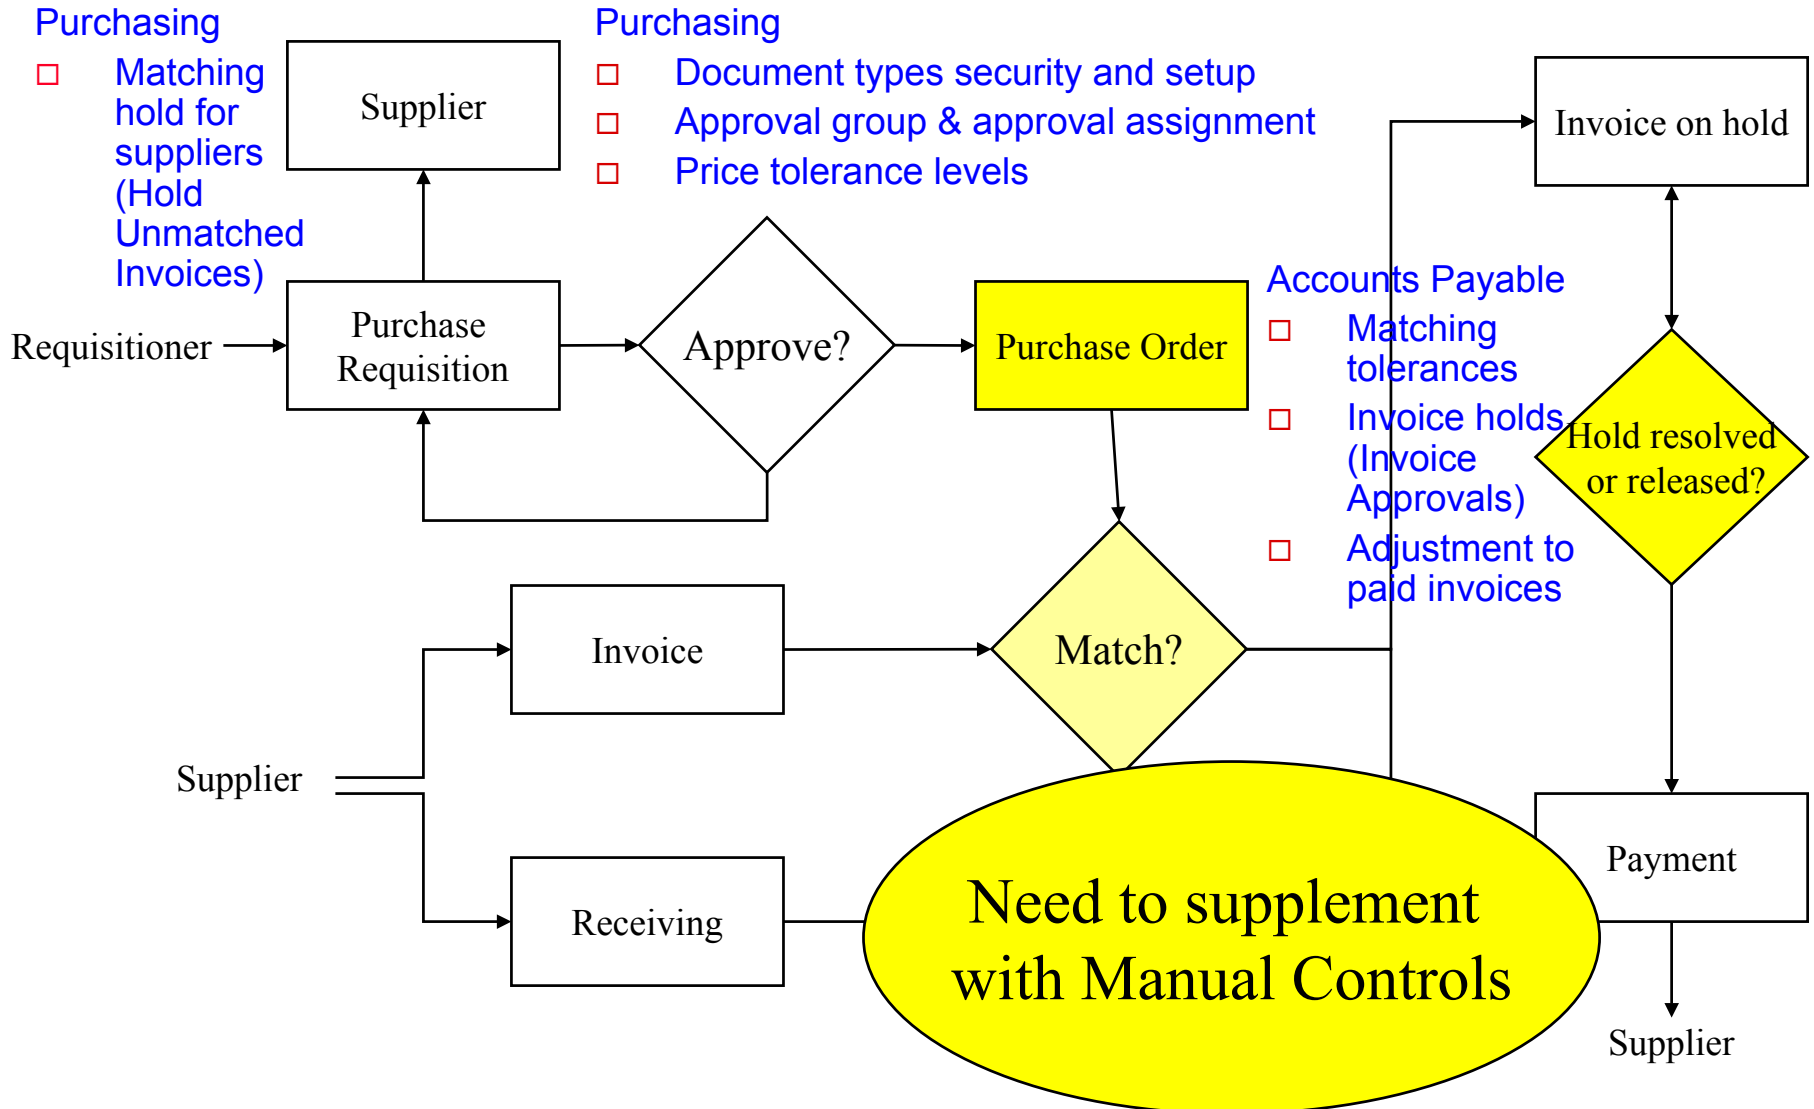 Purchasing
Matching
hold for
suppliers
(Hold
Unmatched
Invoices)
Supplier
Purchasing
Document types security and setup
Approval group & approval assignment
Price tolerance levels
Invoice on hold
Requisitioner
Purchase
Requisition
Approve?
Purchase Order
Accounts Payable
Matching
tolerances
Invoice holds
(Invoice
Approvals)
Adjustment to
paid invoices
Hold resolved
or released?
Invoice
Match?
Supplier
Receiving
Need to supplement
with Manual Controls
Payment
Supplier